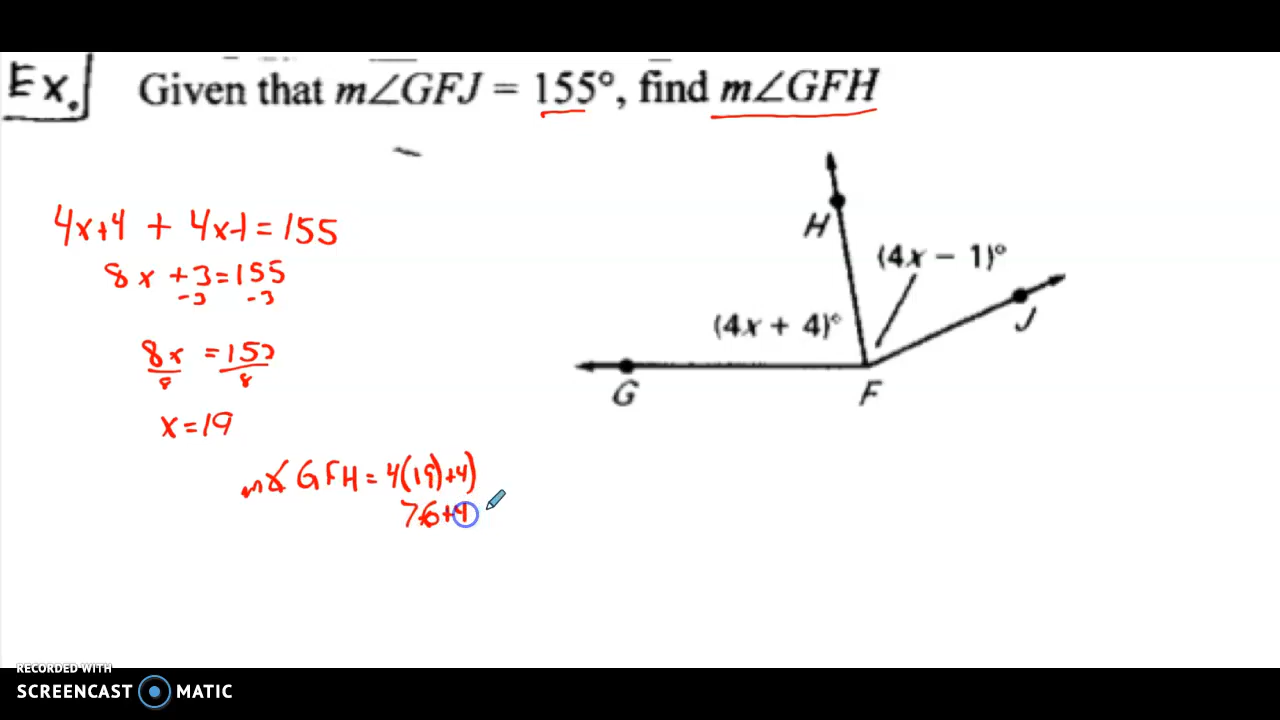 Ex. Given that m∠GFJ = 155°, find m∠GFH
4x+4 + 4x-1 = 155
8x +3 = 155
-3 -3
8x = 152
8 8
x = 19
m∡GFH = 4(19)+4)
76+4
H
(4x − 1)°
J
(4x + 4)°
G
F
RECORDED WITH
SCREENCAST MATIC